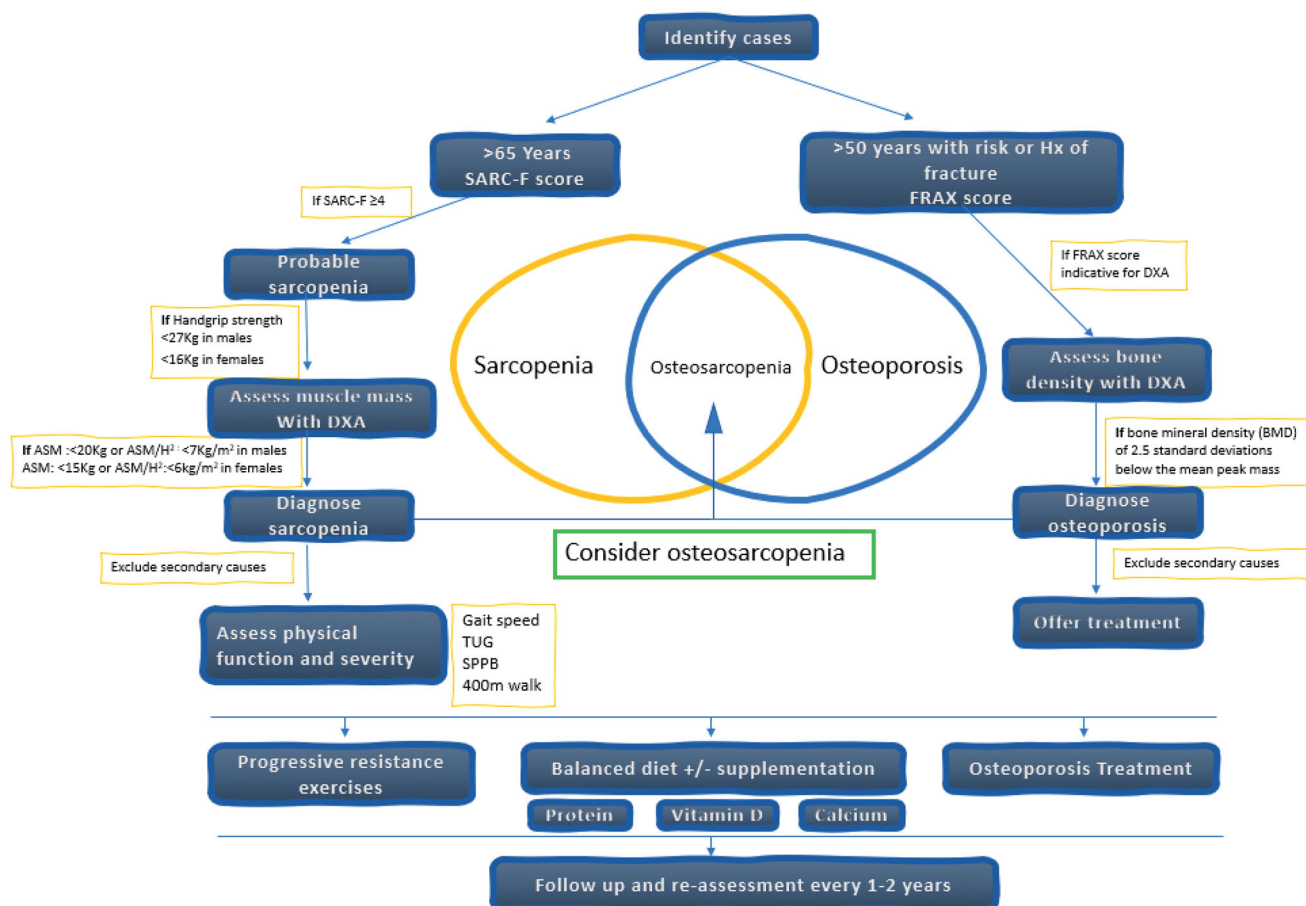 Identify cases
>65 Years
SARC-F score
>50 years with risk or Hx of
fracture
FRAX score
If SARC-F ≥4
If FRAX score
indicative for DXA
Probable
sarcopenia
If Handgrip strength
<27Kg in males
<16Kg in females
Sarcopenia
Osteosarcopenia
Osteoporosis
Assess bone
density with DXA
Assess muscle mass
With DXA
If ASM :<20Kg or ASM/H²:<7Kg/m² in males
ASM: <15Kg or ASM/H²:<6kg/m² in females
If bone mineral density (BMD)
of 2.5 standard deviations
below the mean peak mass
Diagnose
sarcopenia
Diagnose
osteoporosis
Consider osteosarcopenia
Exclude secondary causes
Exclude secondary causes
Assess physical
function and severity
Gait speed
TUG
SPPB
400m walk
Offer treatment
Progressive resistance
exercises
Balanced diet +/- supplementation
Osteoporosis Treatment
Protein
Vitamin D
Calcium
Follow up and re-assessment every 1-2 years